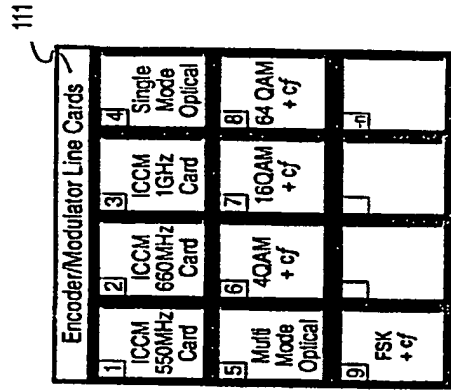 111
Encoder/Modulator Line Cards
1
ICCM
550MHz
Card
2
ICCM
660MHz
Card
3
ICCM
1GHz
Card
4
Single
Mode
Optical
5
Multi
Mode
Optical
6
4QAM
+ cf
7
16QAM
+ cf
8
64 QAM
+ cf
9
FSK
+ cf
-n